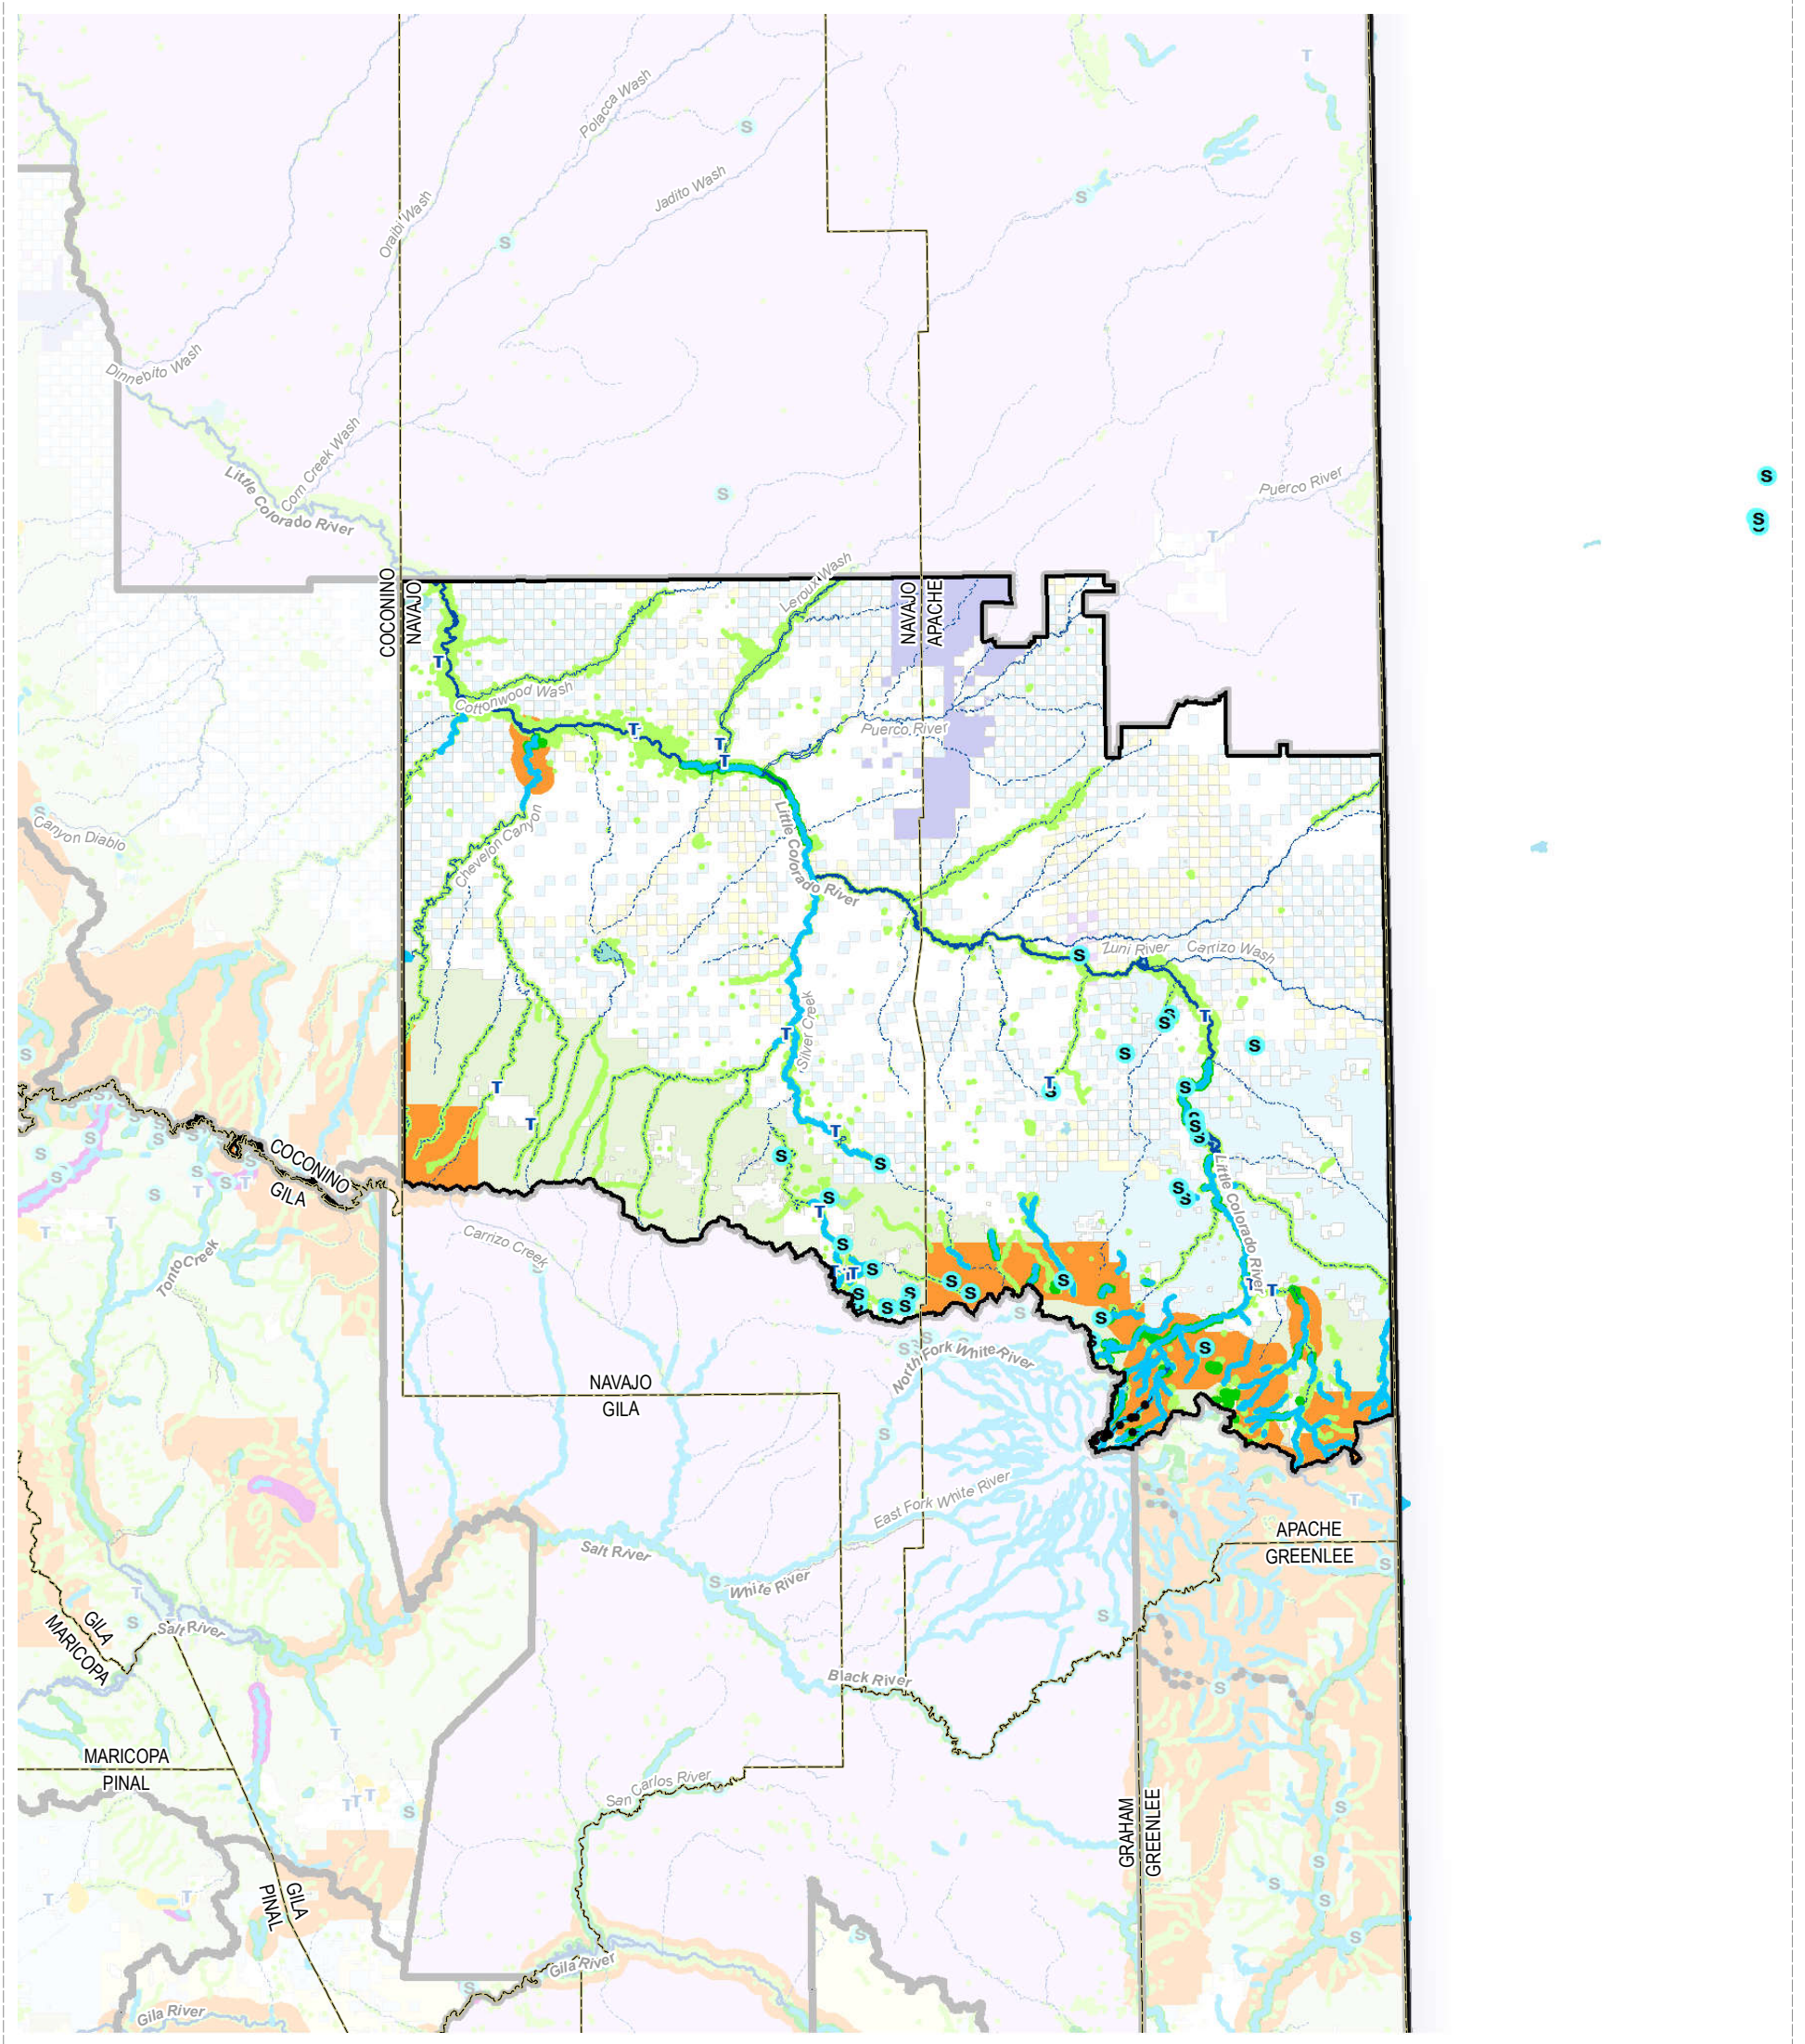 T
Polacca Wash
S
Jadito Wash
S
Oraibi Wash
S
Dinnebito Wash
Corn Creek Wash
Little Colorado River
S
Puerco River
T
S
S
COCONINO
NAVAJO
Leroux Wash
NAVAJO
APACHE
T
Cottonwood Wash
T
T
T
Puerco River
S
Canyon Diablo
Chevelon Canyon
Little Colorado River
Zuni River
Carrizo Wash
S
S
S
T
Silver Creek
T
S
S
S
T
S
S
T
T
S
S
S
T
S
S
COCONINO
GILA
S
S
S
T
Little Colorado River
Carrizo Creek
Tonto Creek
S
S
T
S
S
S
T
T
S
S
S
S
S
S
S
North Fork White River
NAVAJO
GILA
S
East Fork White River
T
APACHE
GREENLEE
S
Salt River
S
White River
T
S
Salt River
GILA
MARICOPA
S
Black River
S
T
MARICOPA
PINAL
San Carlos River
T
T
T
S
S
GRAHAM
GREENLEE
S
S
S
T
T
GILA
PINAL
S
S
Gila River
S
Gila River